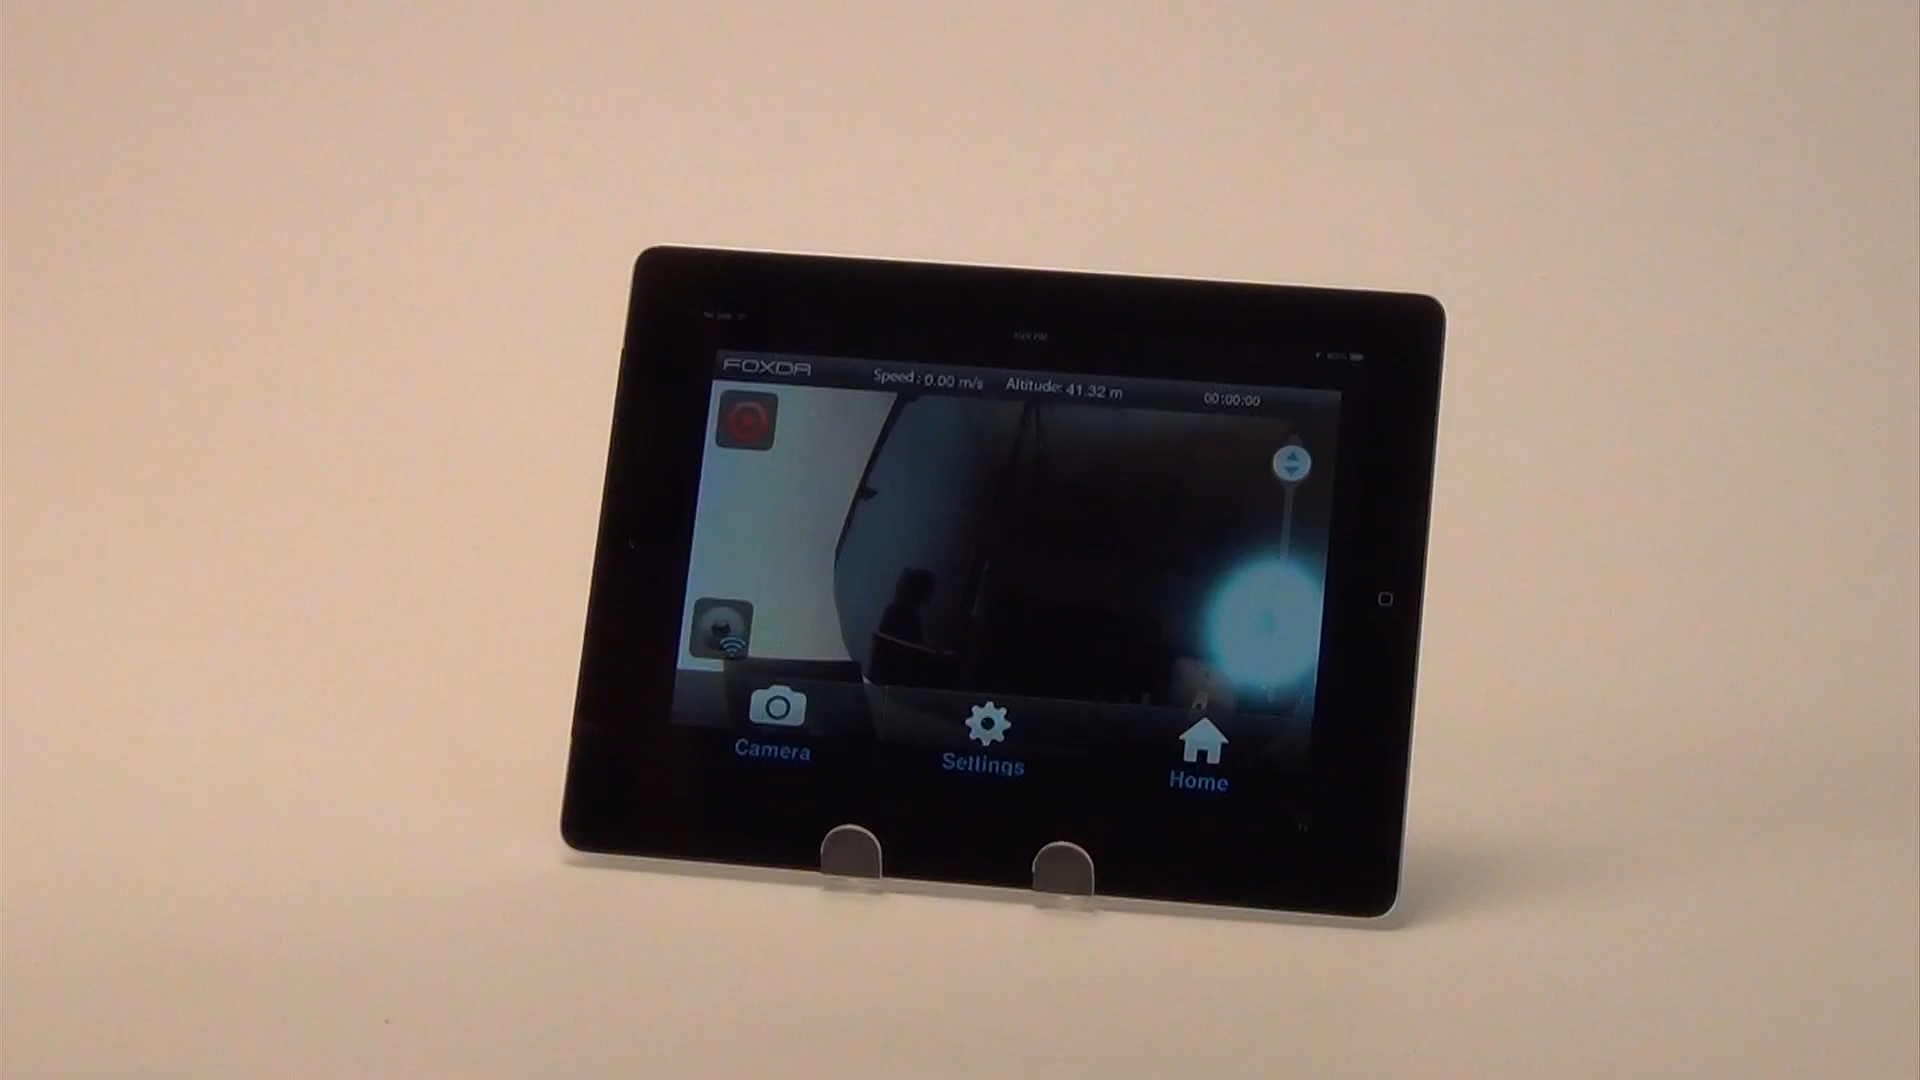 FOXDA
Speed : 0.00 m/s
Altitude: 41.32 m
00:00:00
Camera
Settings
Home